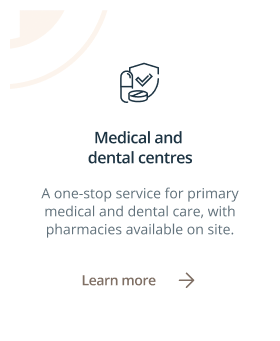 Medical and
dental centres
A one-stop service for primary
medical and dental care, with
pharmacies available on site.
Learn more